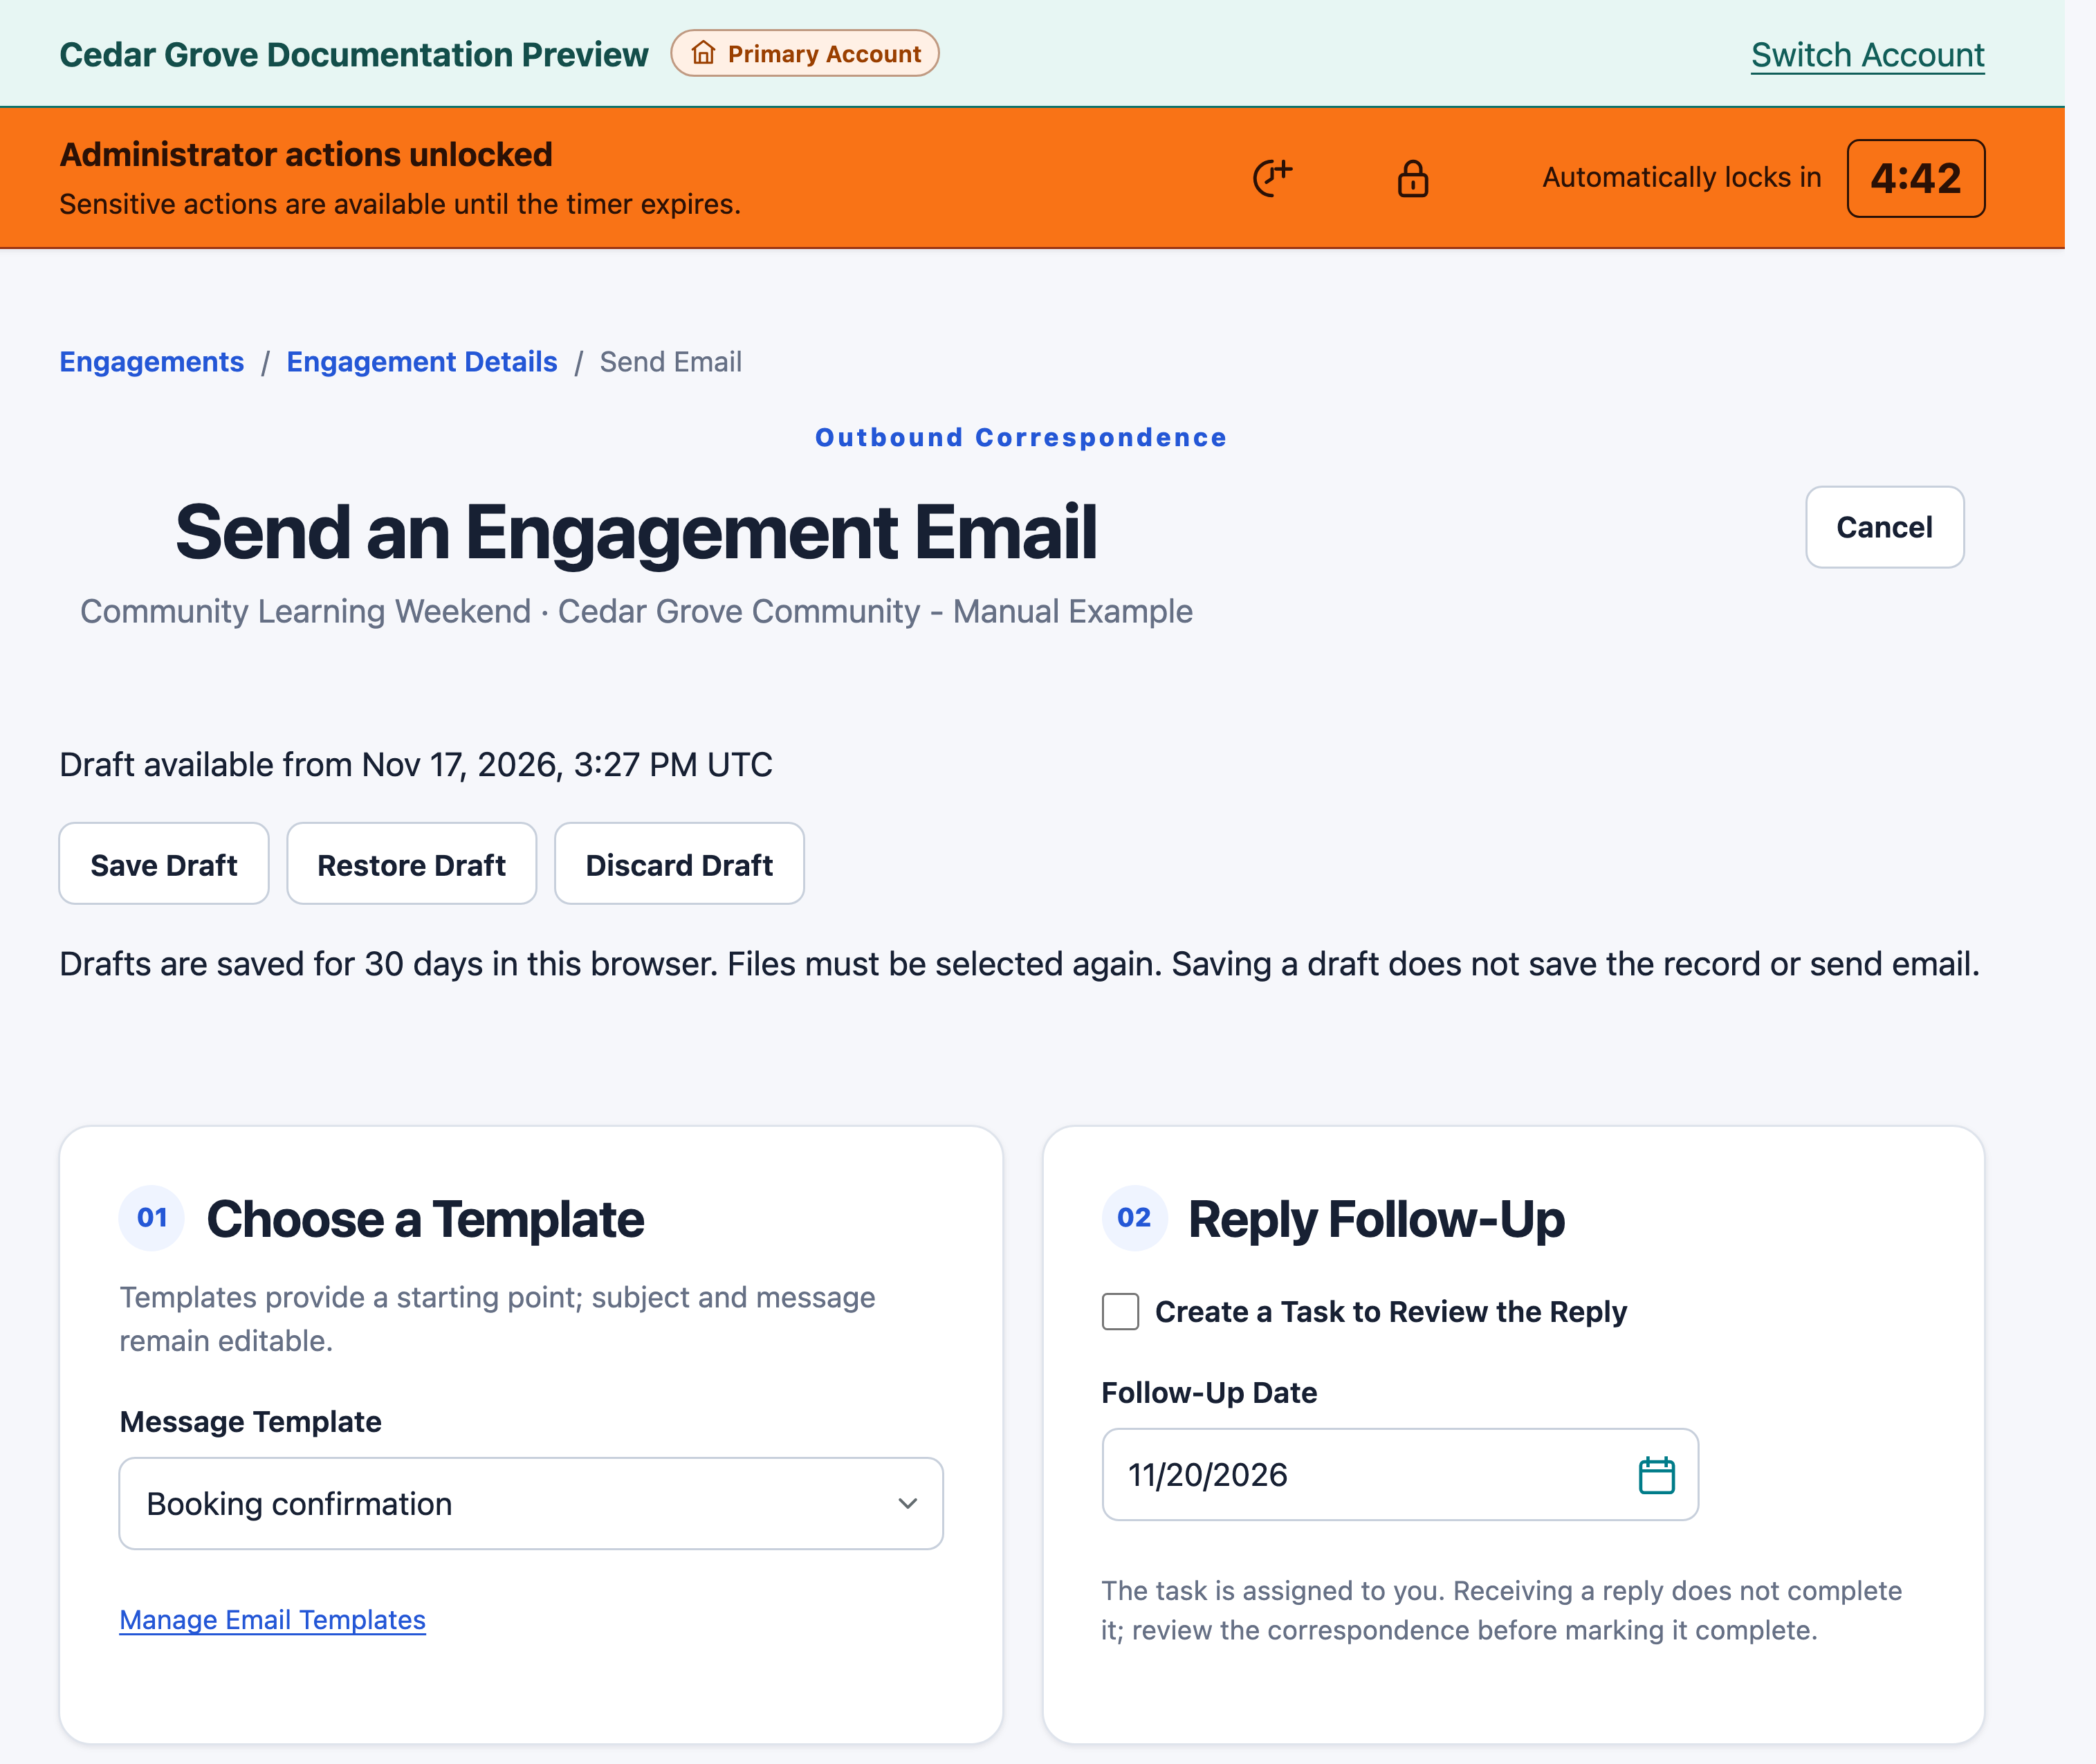 Cedar Grove Documentation Preview
Primary Account
Switch Account
Administrator actions unlocked
Sensitive actions are available until the timer expires.
Automatically locks in
4:42
Engagements / Engagement Details / Send Email
Outbound Correspondence
Send an Engagement Email
Cancel
Community Learning Weekend · Cedar Grove Community - Manual Example
Draft available from Nov 17, 2026, 3:27 PM UTC
Save Draft
Restore Draft
Discard Draft
Drafts are saved for 30 days in this browser. Files must be selected again. Saving a draft does not save the record or send email.
01
Choose a Template
Templates provide a starting point; subject and message
remain editable.
Message Template
Booking confirmation
Manage Email Templates
02
Reply Follow-Up
Create a Task to Review the Reply
Follow-Up Date
11/20/2026
The task is assigned to you. Receiving a reply does not complete
it; review the correspondence before marking it complete.